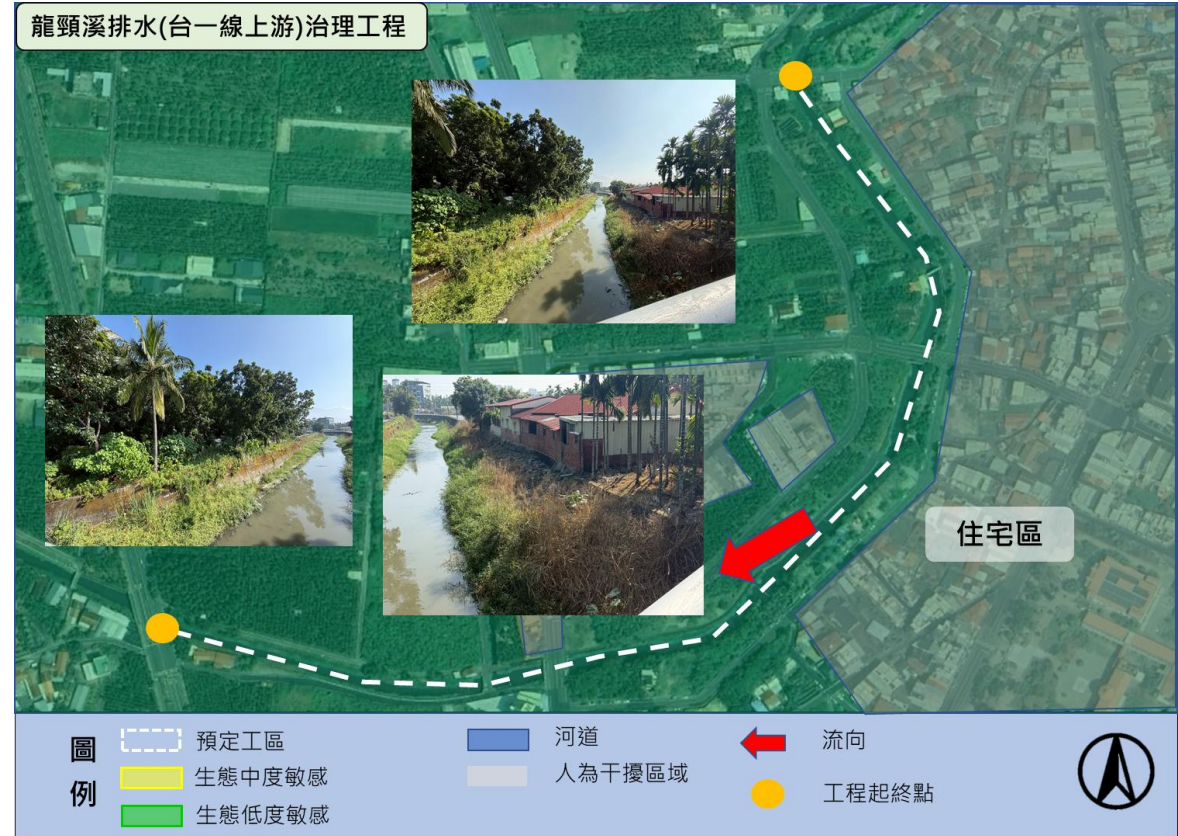 龍頸溪排水(台一線上游)治理工程
住宅區
圖例
預定工區
生態中度敏感
生態低度敏感
河道
人為干擾區域
流向
工程起終點